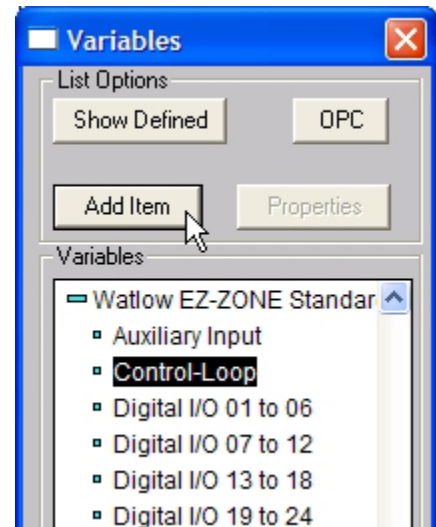 Variables
List Options
Show Defined OPC
Add Item Properties
Variables
Watlow EZ-ZONE Standar
Auxiliary Input
Control-Loop
Digital I/O 01 to 06
Digital I/O 07 to 12
Digital I/O 13 to 18
Digital I/O 19 to 24